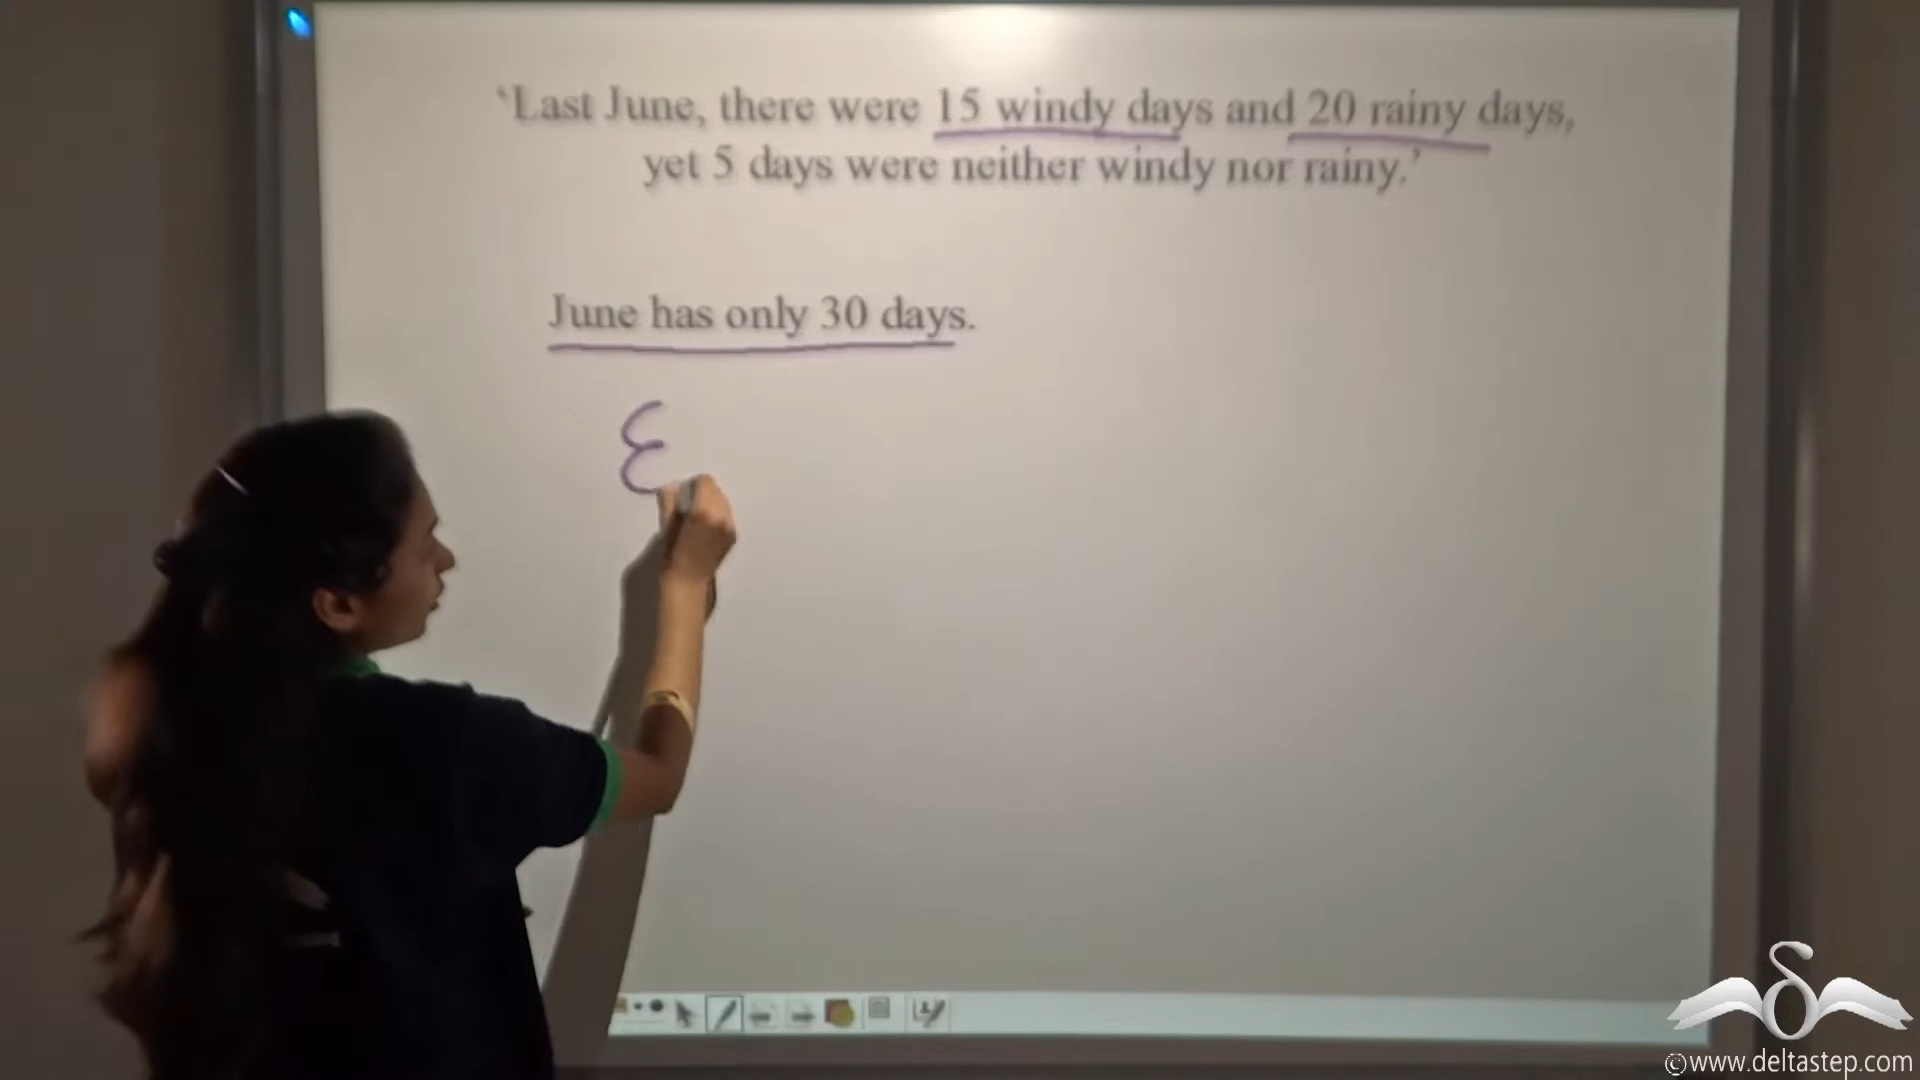 ‘Last June, there were 15 windy days and 20 rainy days,
yet 5 days were neither windy nor rainy.’
June has only 30 days.
ξ
©www.deltastep.com